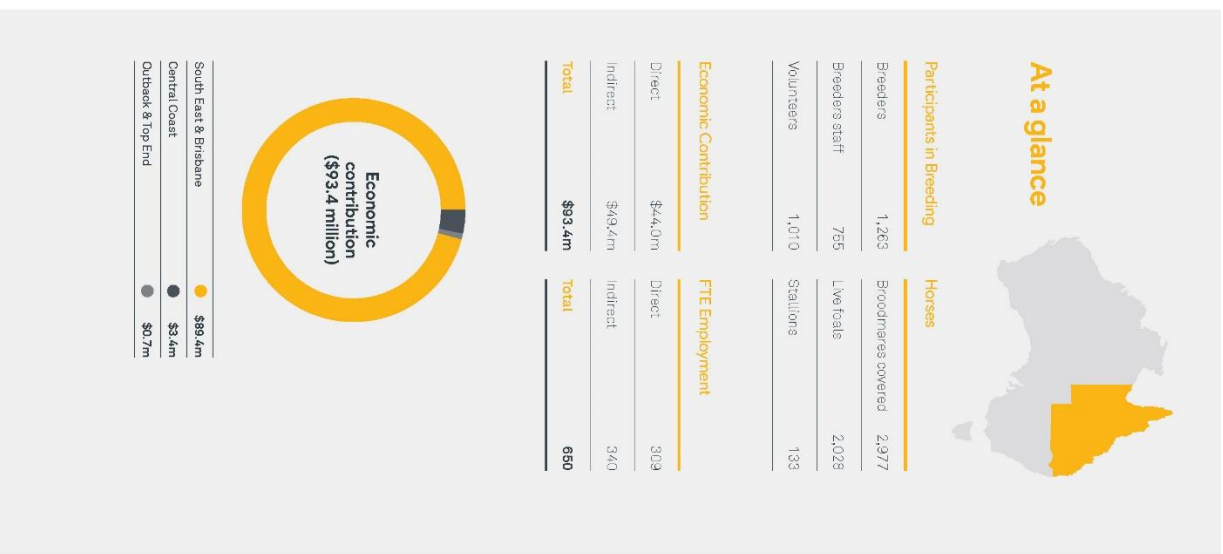 At a glance
Participants in Breeding
Breeders 1,263
Breeders staff 755
Volunteers 1,010
Horses
Broodmares covered 2,977
Live foals 2,028
Stallions 133
Economic Contribution
Direct $44.0m
Indirect $49.4m
Total $93.4m
FTE Employment
Direct 309
Indirect 340
Total 650
Economic
contribution
($93.4 million)
South East & Brisbane $89.4m
Central Coast $3.4m
Outback & Top End $0.7m